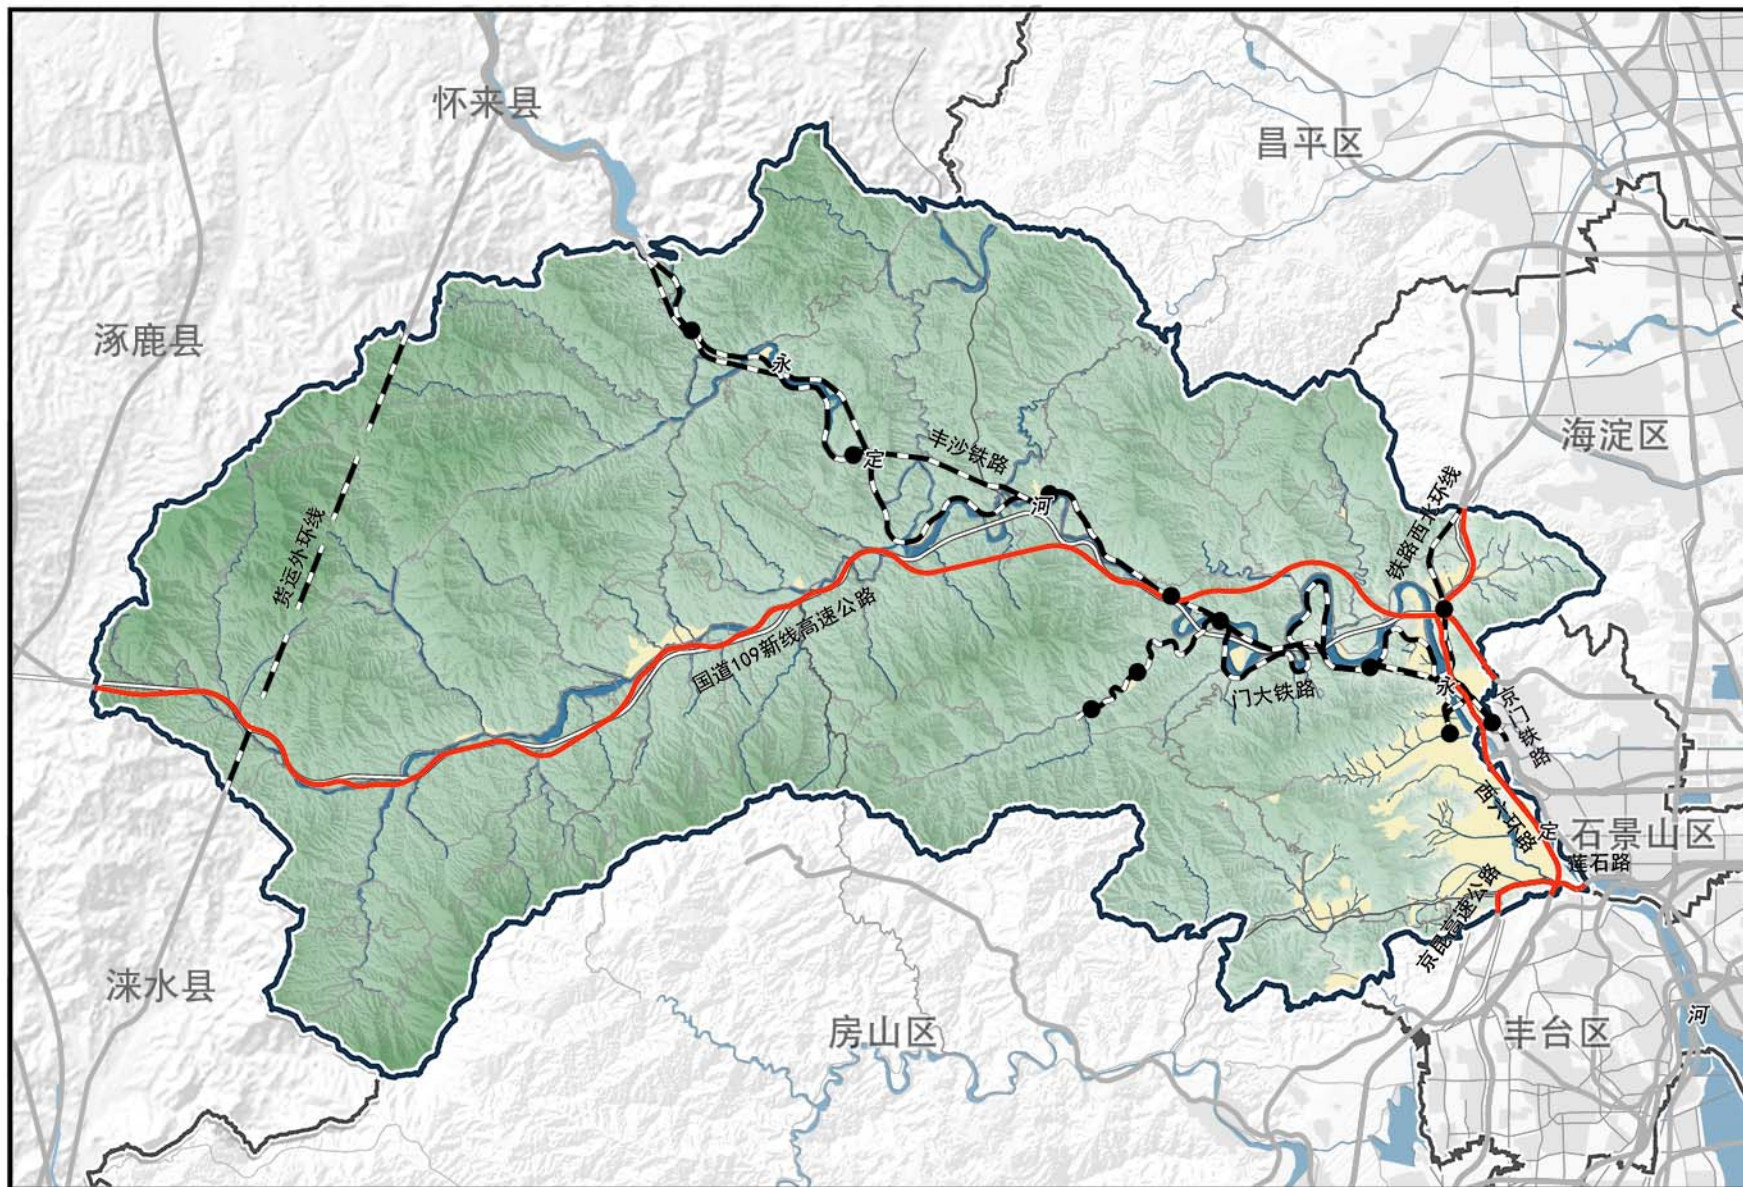 怀来县
昌平区
涿鹿县
永
海淀区
丰沙铁路
定
河
铁路西北环线
货运外环线
国道109新线高速公路
门大铁路
永
京门铁路
西六环路
定
石景山区
莲石路
京昆高速公路
涞水县
房山区
丰台区
河